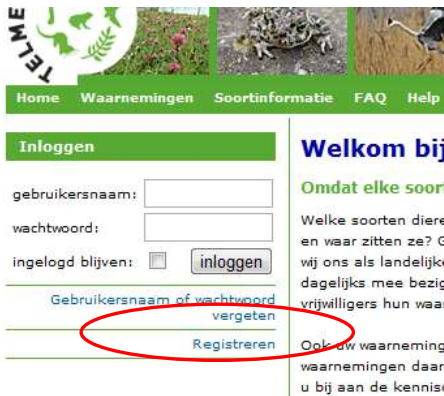 TELME
Home Waarnemingen Soortinformatie FAQ Help
Inloggen
gebruikersnaam:
wachtwoord:
ingelogd blijven: inloggen
Gebruikersnaam of wachtwoord
vergeten
Registreren
Welkom bij
Omdat elke soort
Welke soorten diere
en waar zitten ze? G
wij ons als landelijke
dagelijks mee bezig
vrijwilligers hun waar
Ook uw waarneming
waarnemingen daar
u bij aan de kennis